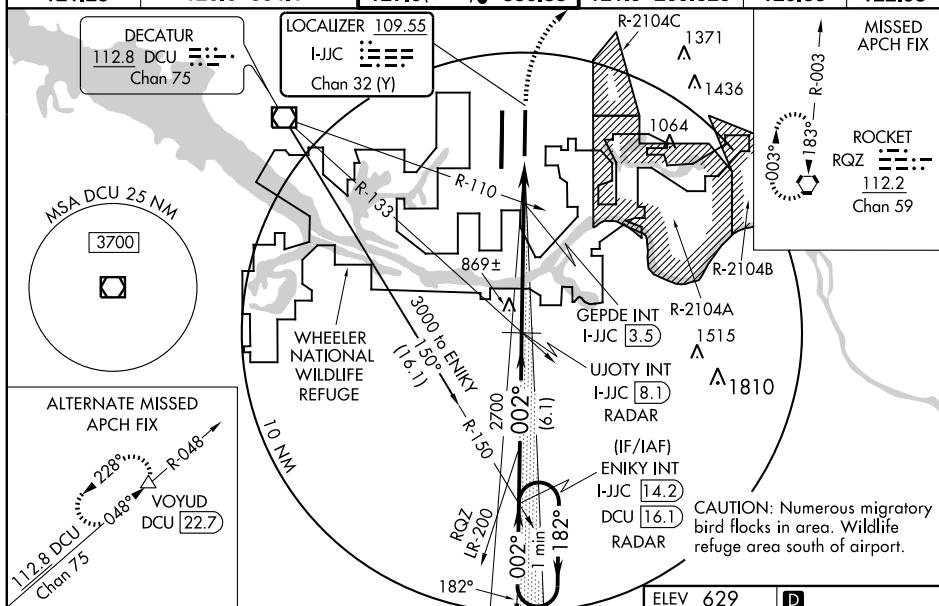 DECATUR
112.8 DCU
Chan 75
LOCALIZER 109.55
I-JJC
Chan 32 (Y)
R-2104C
1371
1436
1064
MISSED
APCH FIX
R-003
003°
183°
ROCKET
RQZ
112.2
Chan 59
MSA DCU 25 NM
3700
R-133
R-110
869±
R-2104B
R-2104A
GEPDE INT
I-JJC 3.5
1515
1810
WHEELER
NATIONAL
WILDLIFE
REFUGE
3000 to ENIKY
150°
(16.1)
R-150
UJOTY INT
I-JJC 8.1
RADAR
2700
002°
(6.1)
10 NM
(IF/IAF)
ENIKY INT
I-JJC 14.2
DCU 16.1
RADAR
RQZ
LR-200
002°
1 min
182°
182°
CAUTION: Numerous migratory
bird flocks in area. Wildlife
refuge area south of airport.
ALTERNATE MISSED
APCH FIX
228°
048°
R-048
VOYUD
DCU 22.7
112.8 DCU
Chan 75
ELEV 629
D